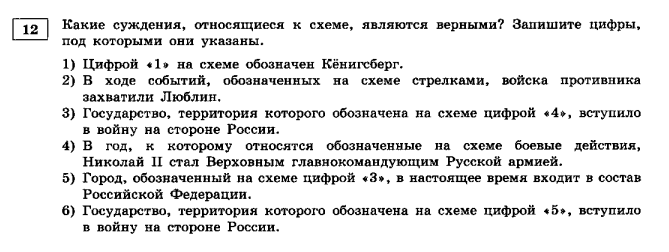 12
Какие суждения, относящиеся к схеме, являются верными? Запишите цифры,
под которыми они указаны.
1) Цифрой «1» на схеме обозначен Кёнигсберг.
2) В ходе событий, обозначенных на схеме стрелками, войска противника
захватили Люблин.
3) Государство, территория которого обозначена на схеме цифрой «4», вступило
в войну на стороне России.
4) В год, к которому относятся обозначенные на схеме боевые действия,
Николай II стал Верховным главнокомандующим Русской армией.
5) Город, обозначенный на схеме цифрой «3», в настоящее время входит в состав
Российской Федерации.
6) Государство, территория которого обозначена на схеме цифрой «5», вступило
в войну на стороне России.